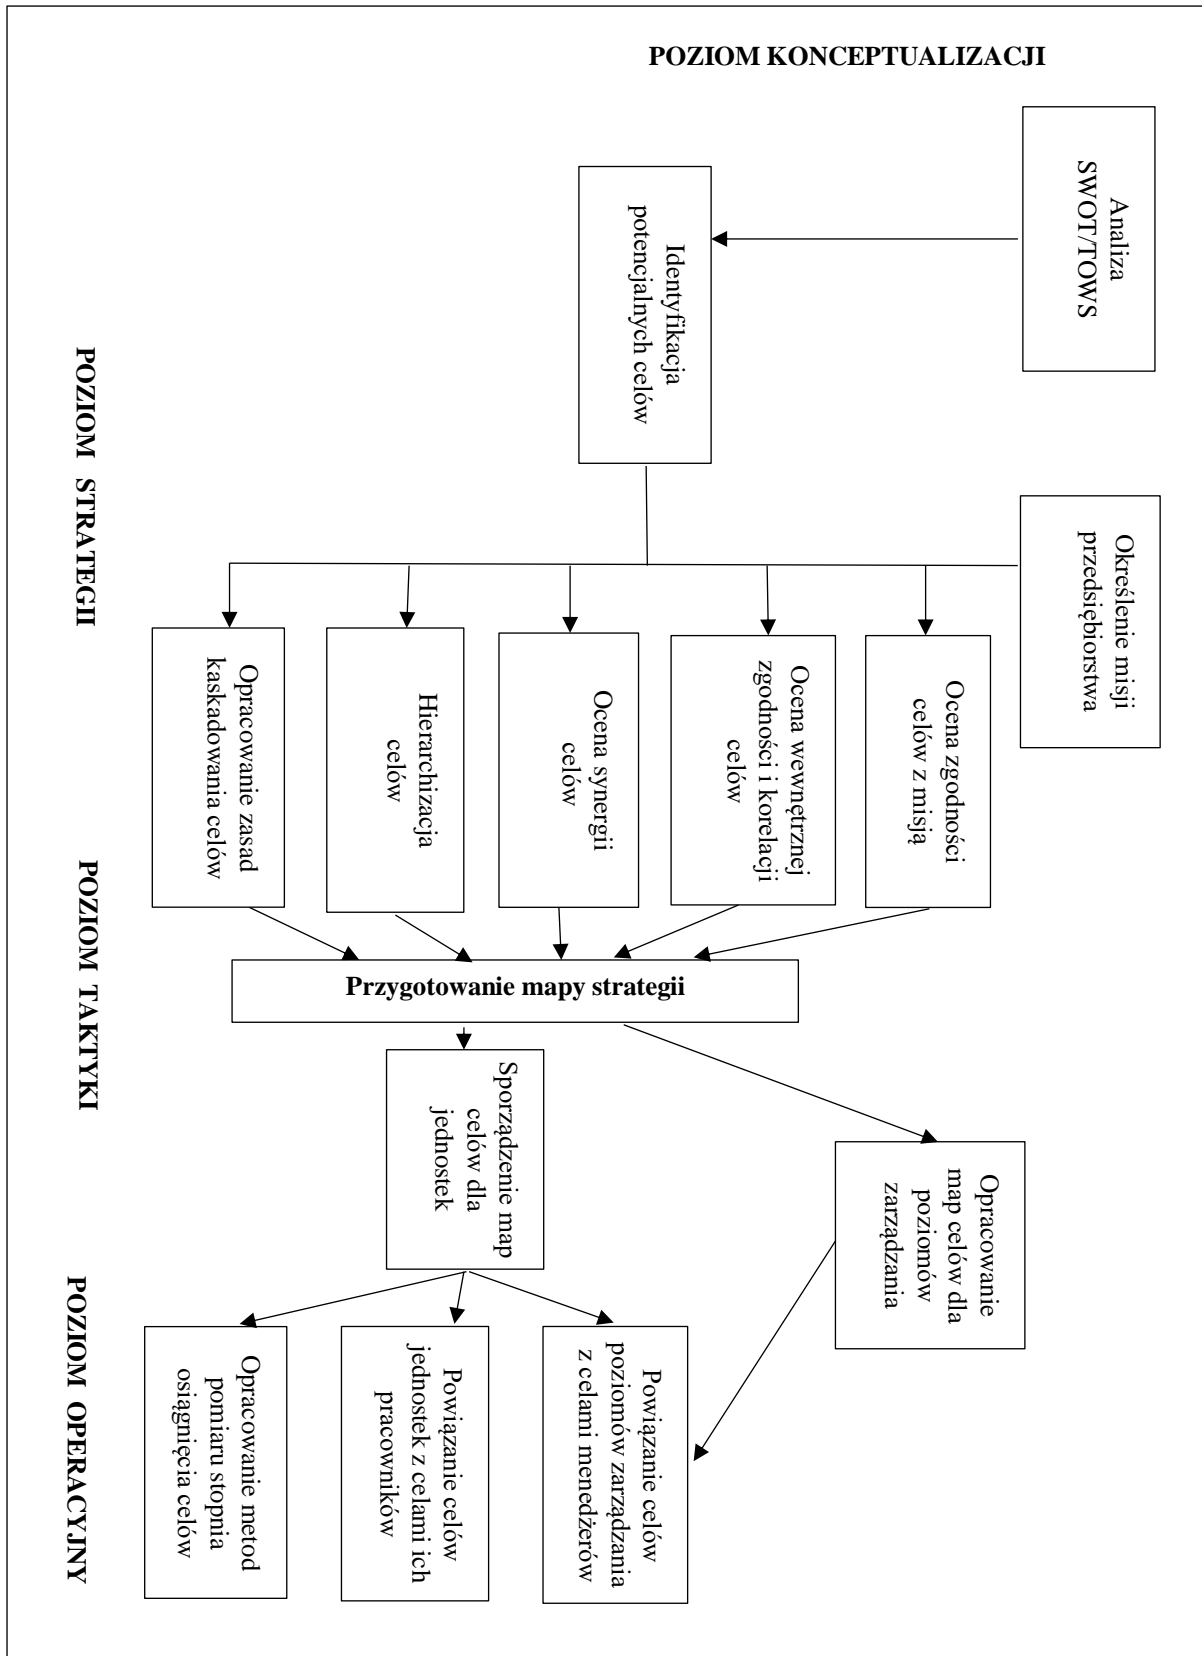 POZIOM KONCEPTUALIZACJI
Analiza
SWOT/TOWS
Identyfikacja
potencjalnych celów
Określenie misji
przedsiębiorstwa
POZIOM STRATEGII
Ocena zgodności
celów z misją
Ocena wewnętrznej
zgodności i korelacji
celów
Ocena synergii
celów
Hierarchizacja
celów
Opracowanie zasad
kaskadowania celów
Przygotowanie mapy strategii
POZIOM TAKTYKI
Opracowanie
map celów dla
poziomów
zarządzania
Sporządzenie map
celów dla
jednostek
POZIOM OPERACYJNY
Powiązanie celów
poziomów zarządzania
z celami menedżerów
Powiązanie celów
jednostek z celami ich
pracowników
Opracowanie metod
pomiaru stopnia
osiągnięcia celów